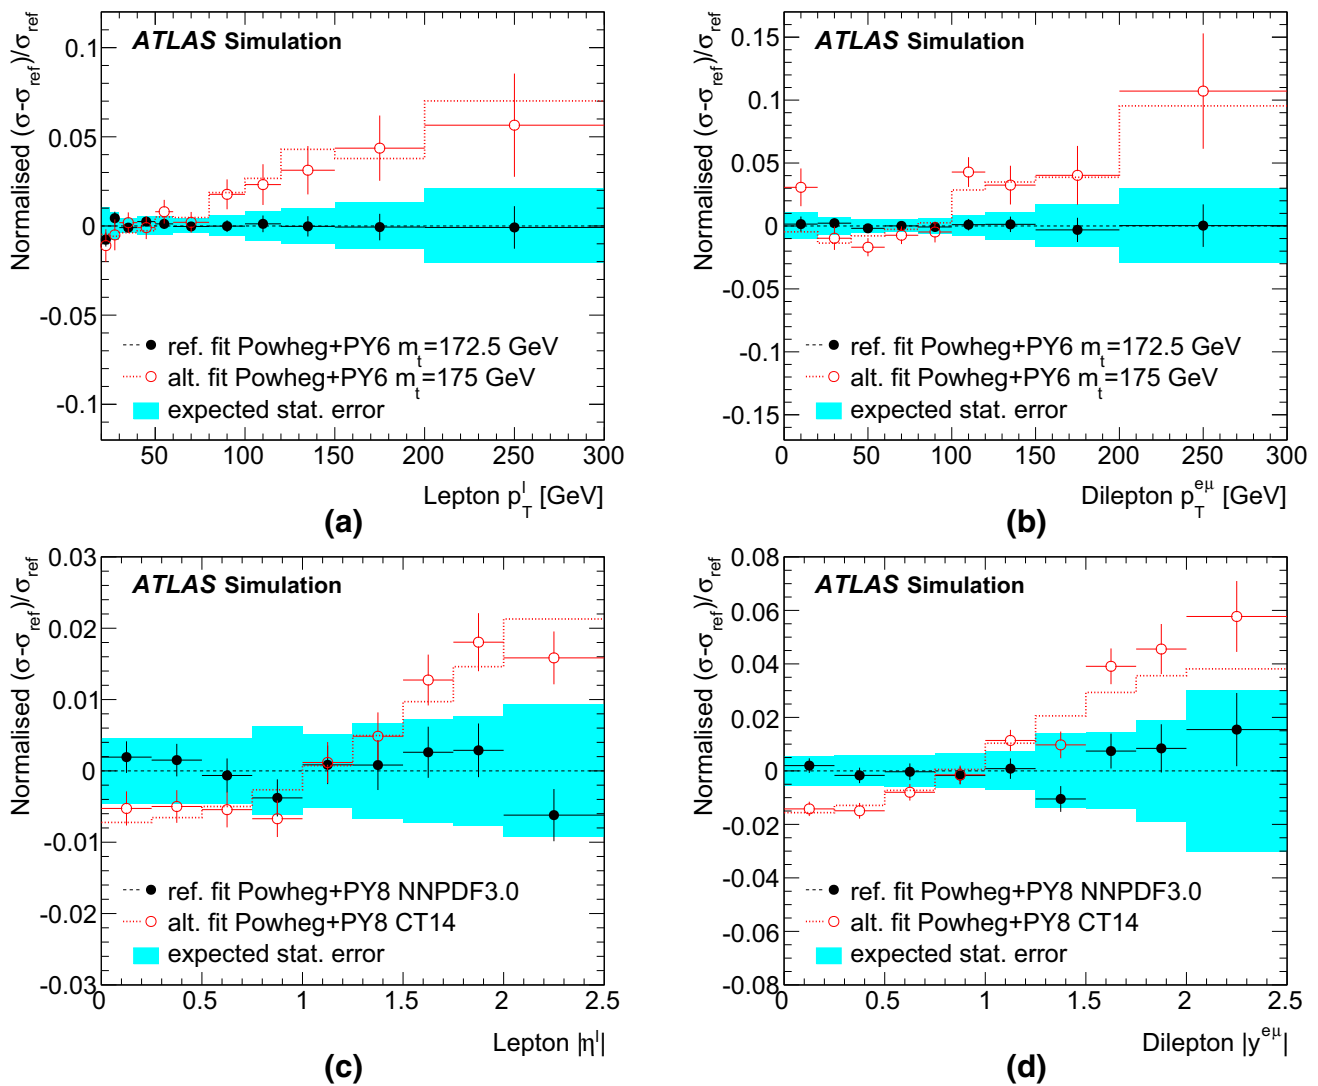 Normalised (σ-σref)/σref
ATLAS Simulation
0.1
0.05
0
-0.05
-0.1
ref. fit Powheg+PY6 mt=172.5 GeV
alt. fit Powheg+PY6 mt=175 GeV
expected stat. error
50 100 150 200 250 300
Lepton pTl [GeV]
(a)
Normalised (σ-σref)/σref
ATLAS Simulation
0.15
0.1
0.05
0
-0.05
-0.1
-0.15
ref. fit Powheg+PY6 mt=172.5 GeV
alt. fit Powheg+PY6 mt=175 GeV
expected stat. error
0 50 100 150 200 250 300
Dilepton pTeμ [GeV]
(b)
Normalised (σ-σref)/σref
ATLAS Simulation
0.03
0.02
0.01
0
-0.01
-0.02
-0.03
ref. fit Powheg+PY8 NNPDF3.0
alt. fit Powheg+PY8 CT14
expected stat. error
0 0.5 1 1.5 2 2.5
Lepton |ηl|
(c)
Normalised (σ-σref)/σref
ATLAS Simulation
0.08
0.06
0.04
0.02
0
-0.02
-0.04
-0.06
-0.08
ref. fit Powheg+PY8 NNPDF3.0
alt. fit Powheg+PY8 CT14
expected stat. error
0 0.5 1 1.5 2 2.5
Dilepton |yeμ|
(d)